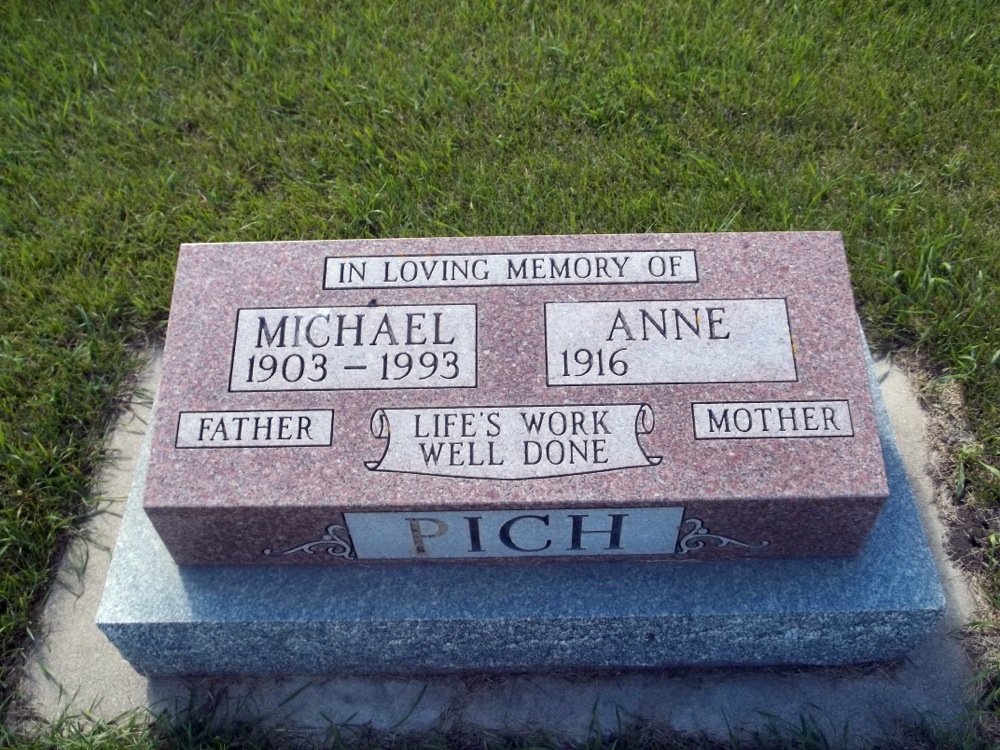 IN LOVING MEMORY OF
MICHAEL
1903 – 1993
ANNE
1916
FATHER
LIFE'S WORK
WELL DONE
MOTHER
PICH